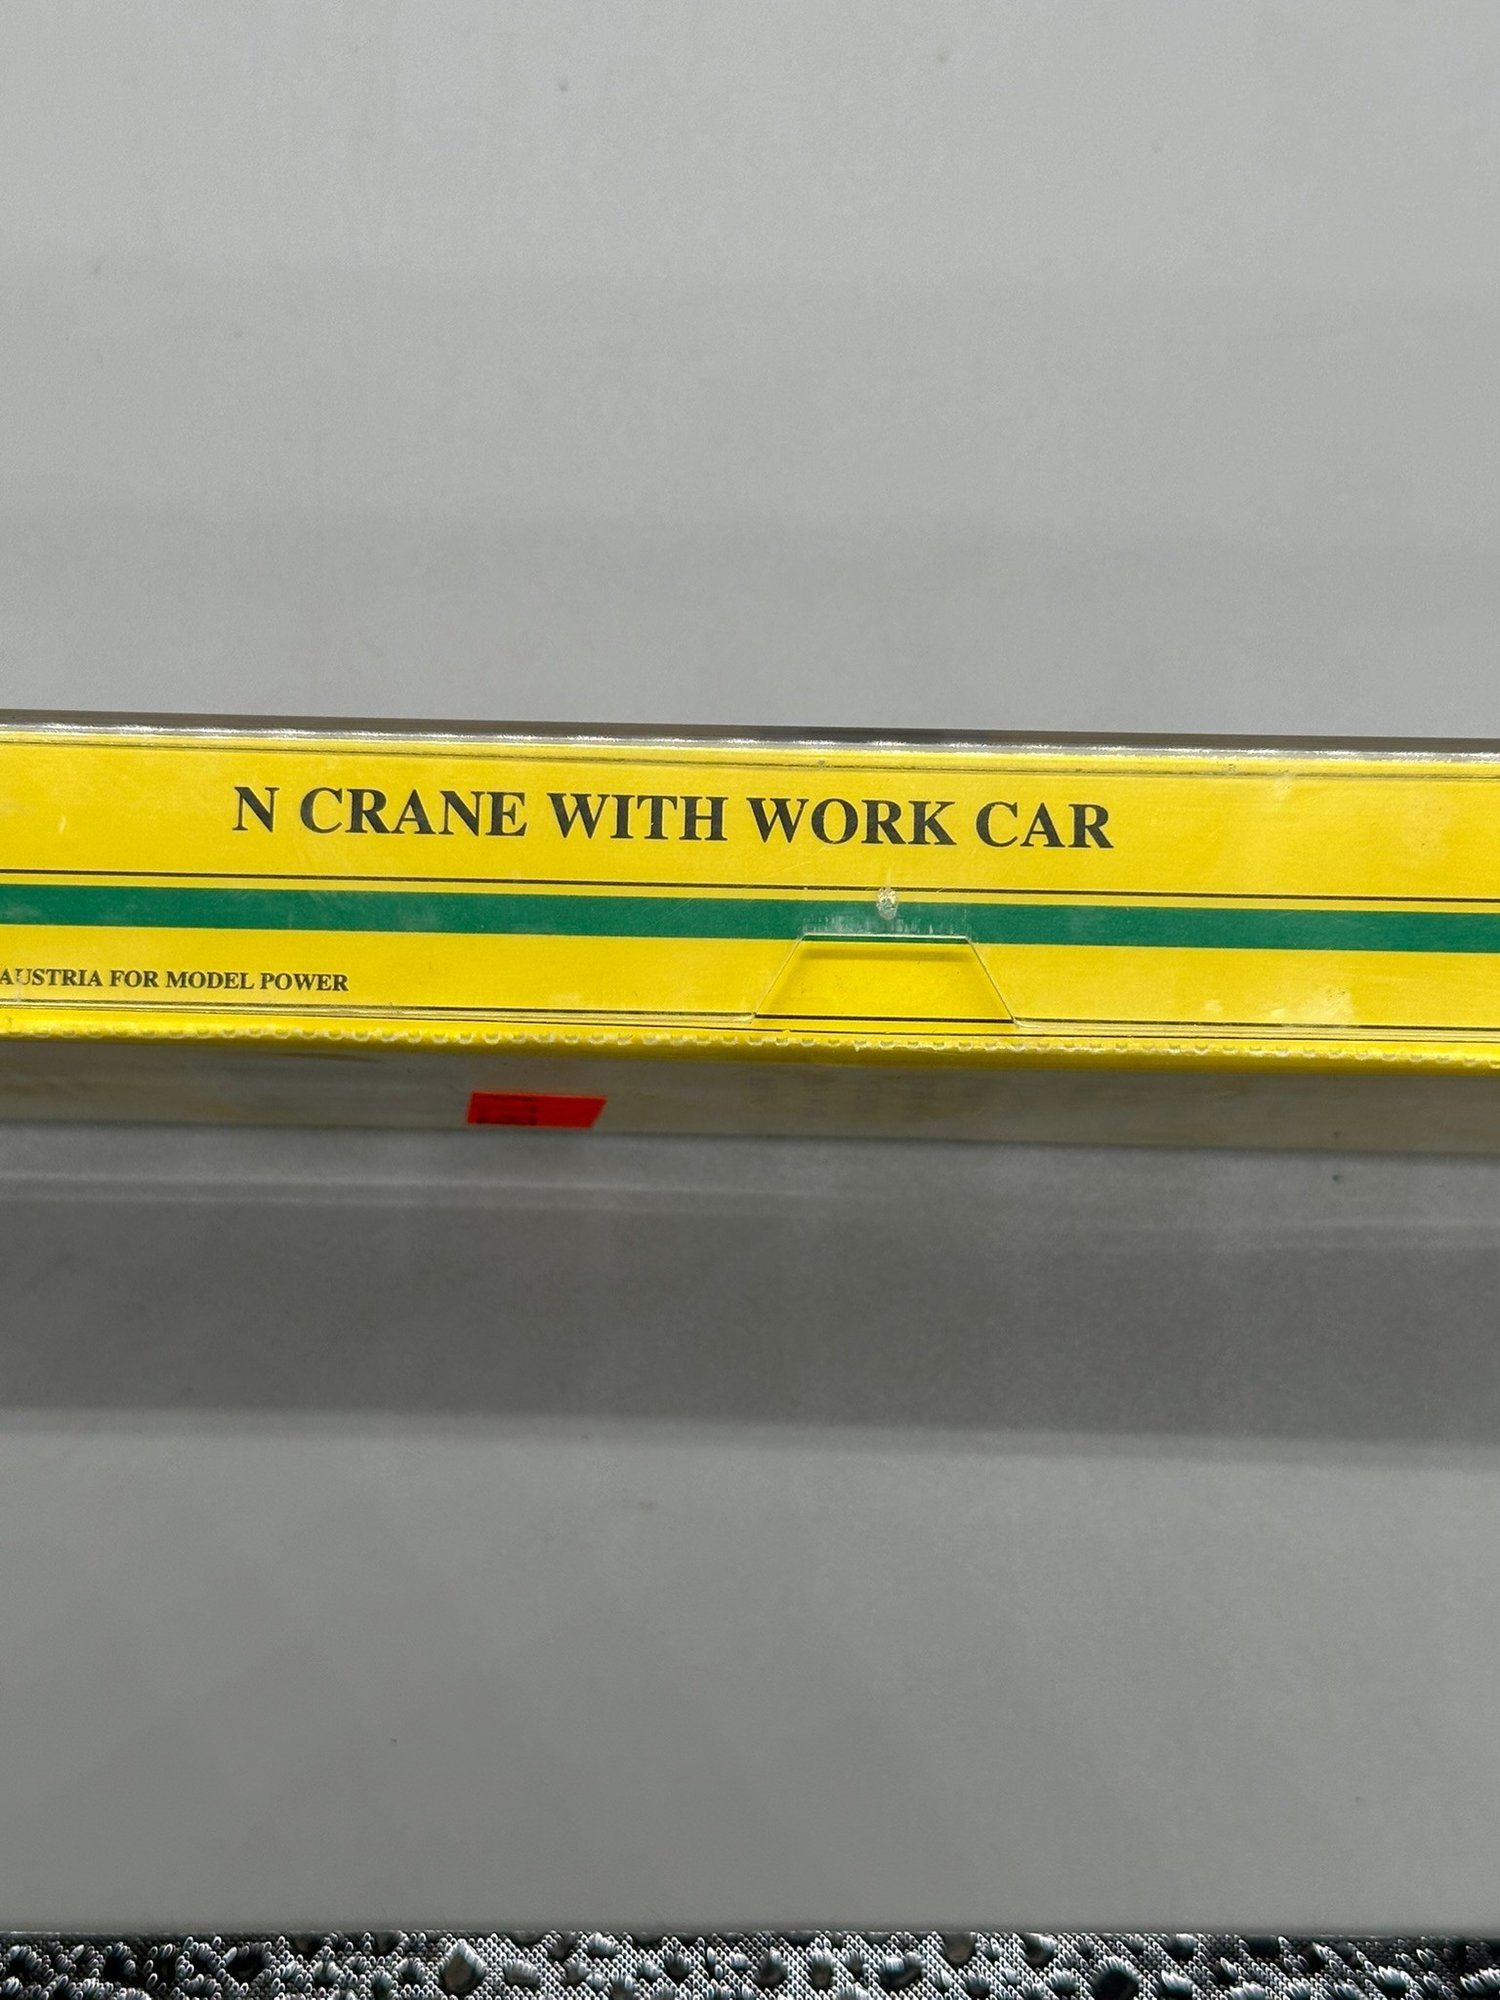 N CRANE WITH WORK CAR
AUSTRIA FOR MODEL POWER